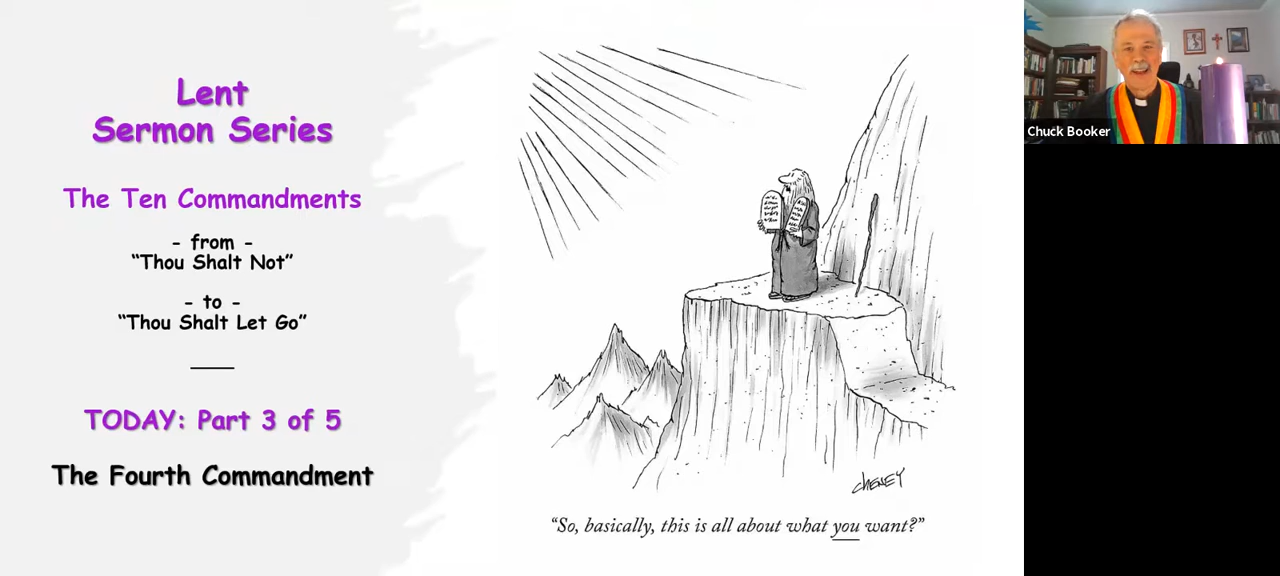 Lent
Sermon Series
The Ten Commandments
- from -
“Thou Shalt Not”
- to -
“Thou Shalt Let Go”
TODAY: Part 3 of 5
The Fourth Commandment
CHENEY
“So, basically, this is all about what you want?”
Chuck Booker